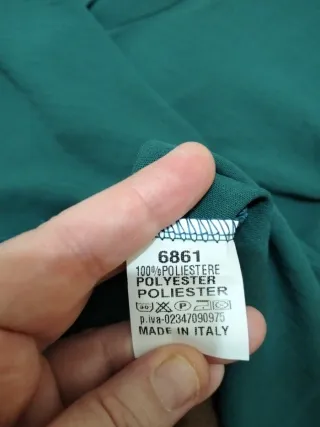 6861
100%POLIESTERE
POLYESTER
POLIESTER
p.iva-02347090975
MADE IN ITALY